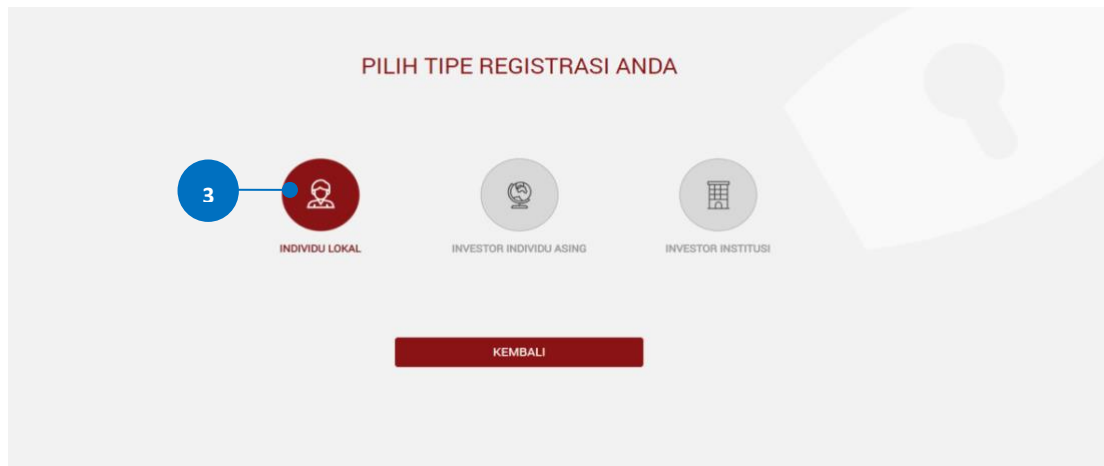 PILIH TIPE REGISTRASI ANDA
3
INDIVIDU LOKAL
INVESTOR INDIVIDU ASING
INVESTOR INSTITUSI
KEMBALI